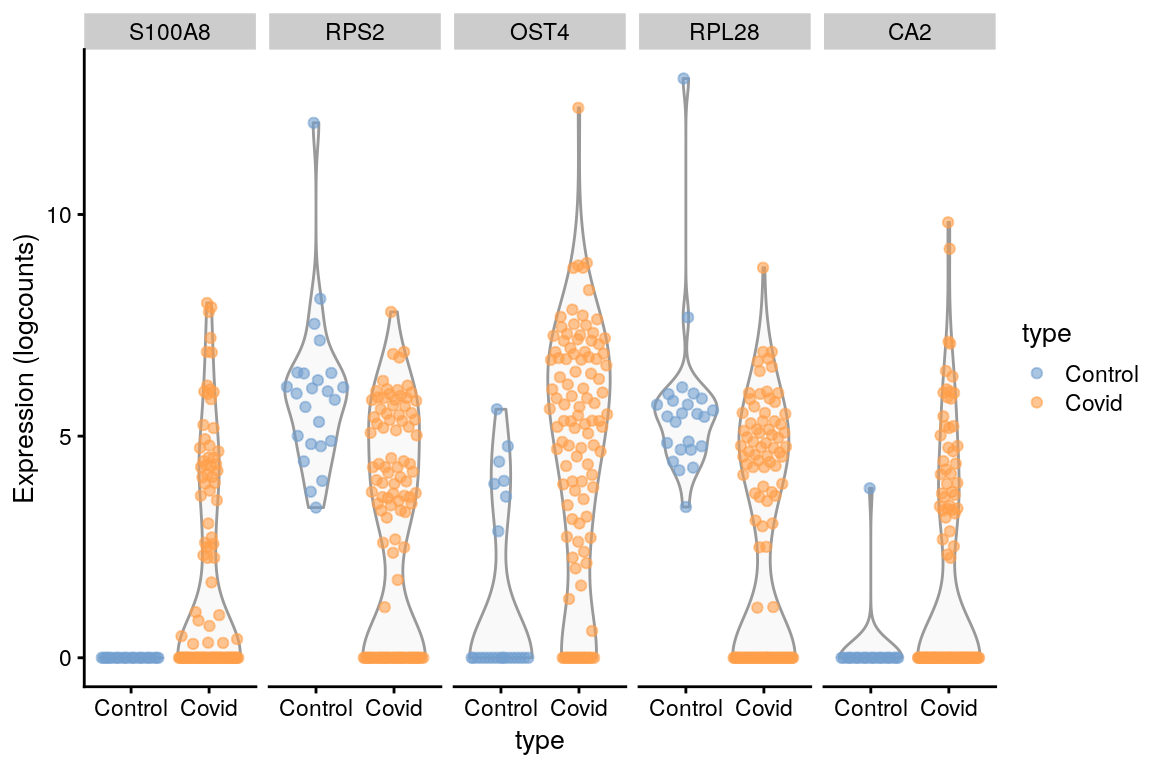 S100A8 RPS2 OST4 RPL28 CA2
Expression (logcounts)
10
5
0
Control Covid Control Covid Control Covid Control Covid Control Covid
type
type
Control
Covid